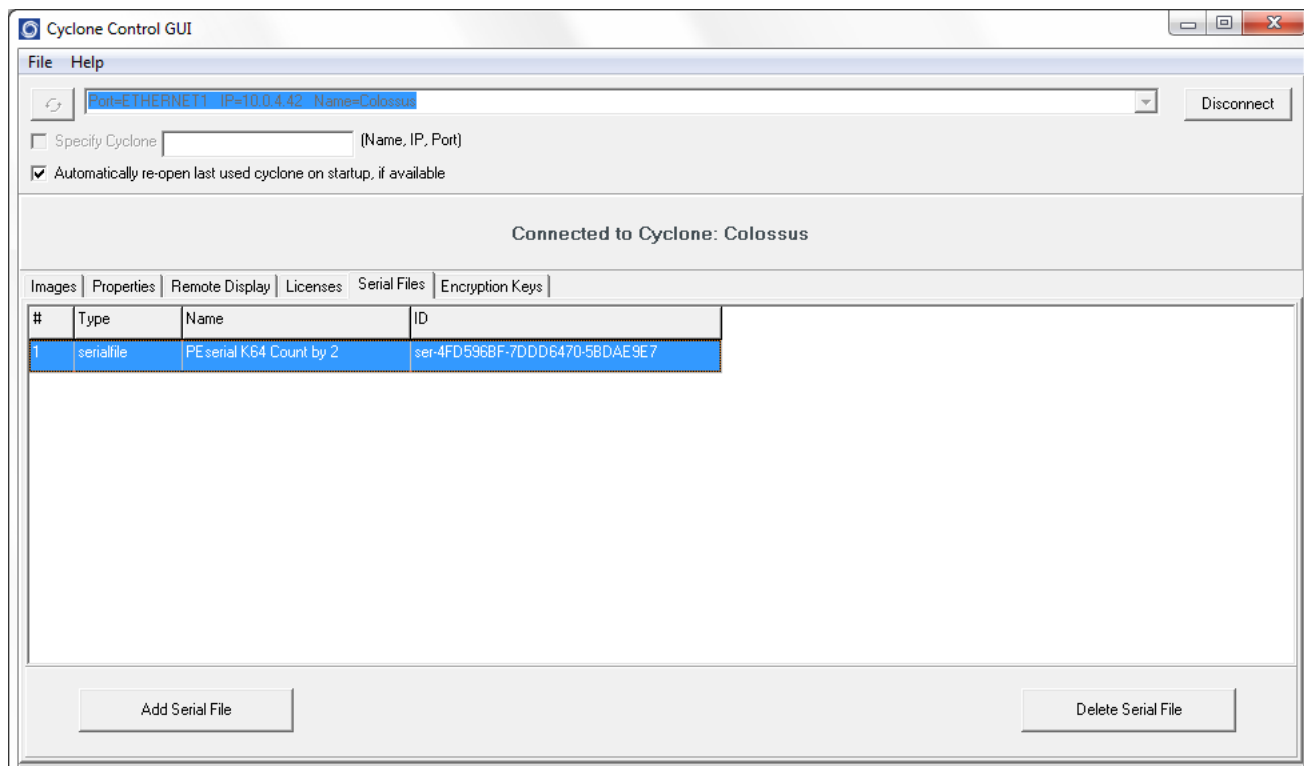 Cyclone Control GUI
File Help
Port=ETHERNET1 IP=10.0.4.42 Name=Colossus
Disconnect
Specify Cyclone (Name, IP, Port)
Automatically re-open last used cyclone on startup, if available
Connected to Cyclone: Colossus
Images Properties Remote Display Licenses Serial Files Encryption Keys
# Type Name ID
1 serialfile PEserial K64 Count by 2 ser-4FD596BF-7DDD6470-5BDAE9E7
Add Serial File Delete Serial File